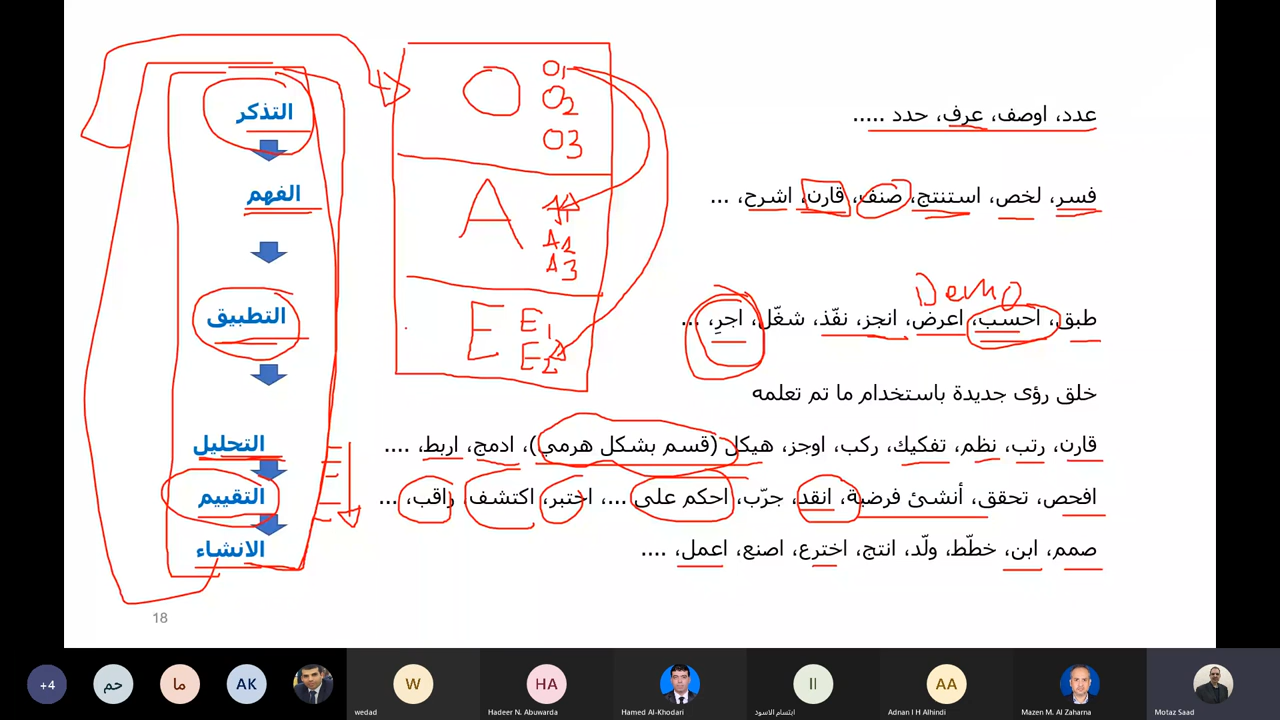 التذكر
عدد، اوصف، عرف، حدد .....
الفهم
فسر، لخص، استنتج، صنف، قارن، اشرح، ...
التطبيق
طبق، احسب، اعرض، انجز، نفّذ، شغّل، اجرِ، ...
خلق رؤى جديدة باستخدام ما تم تعلمه
التحليل
قارن، رتب، نظم، تفكيك، ركب، اوجز، هيكل (قسم بشكل هرمي)، ادمج، اربط، ....
التقييم
افحص، تحقق، أنشئ فرضية، انقد، جرّب، احكم على ...، اختبر، اكتشف، راقب، ...
الانشاء
صمم، ابن، خطّط، ولّد، انتج، اخترع، اصنع، اعمل، ....
O
O1
O2
O3
A
A1
A2
A3
E
E1
E2
Demo
18
+4
حم
ما
AK
W
wedad
HA
Hadeer N. Abuwarda
Hamed Al-Khodari
اا
ابتسام الاسود
AA
Adnan I H Alhindi
Mazen M. Al Zaharna
Motaz Saad